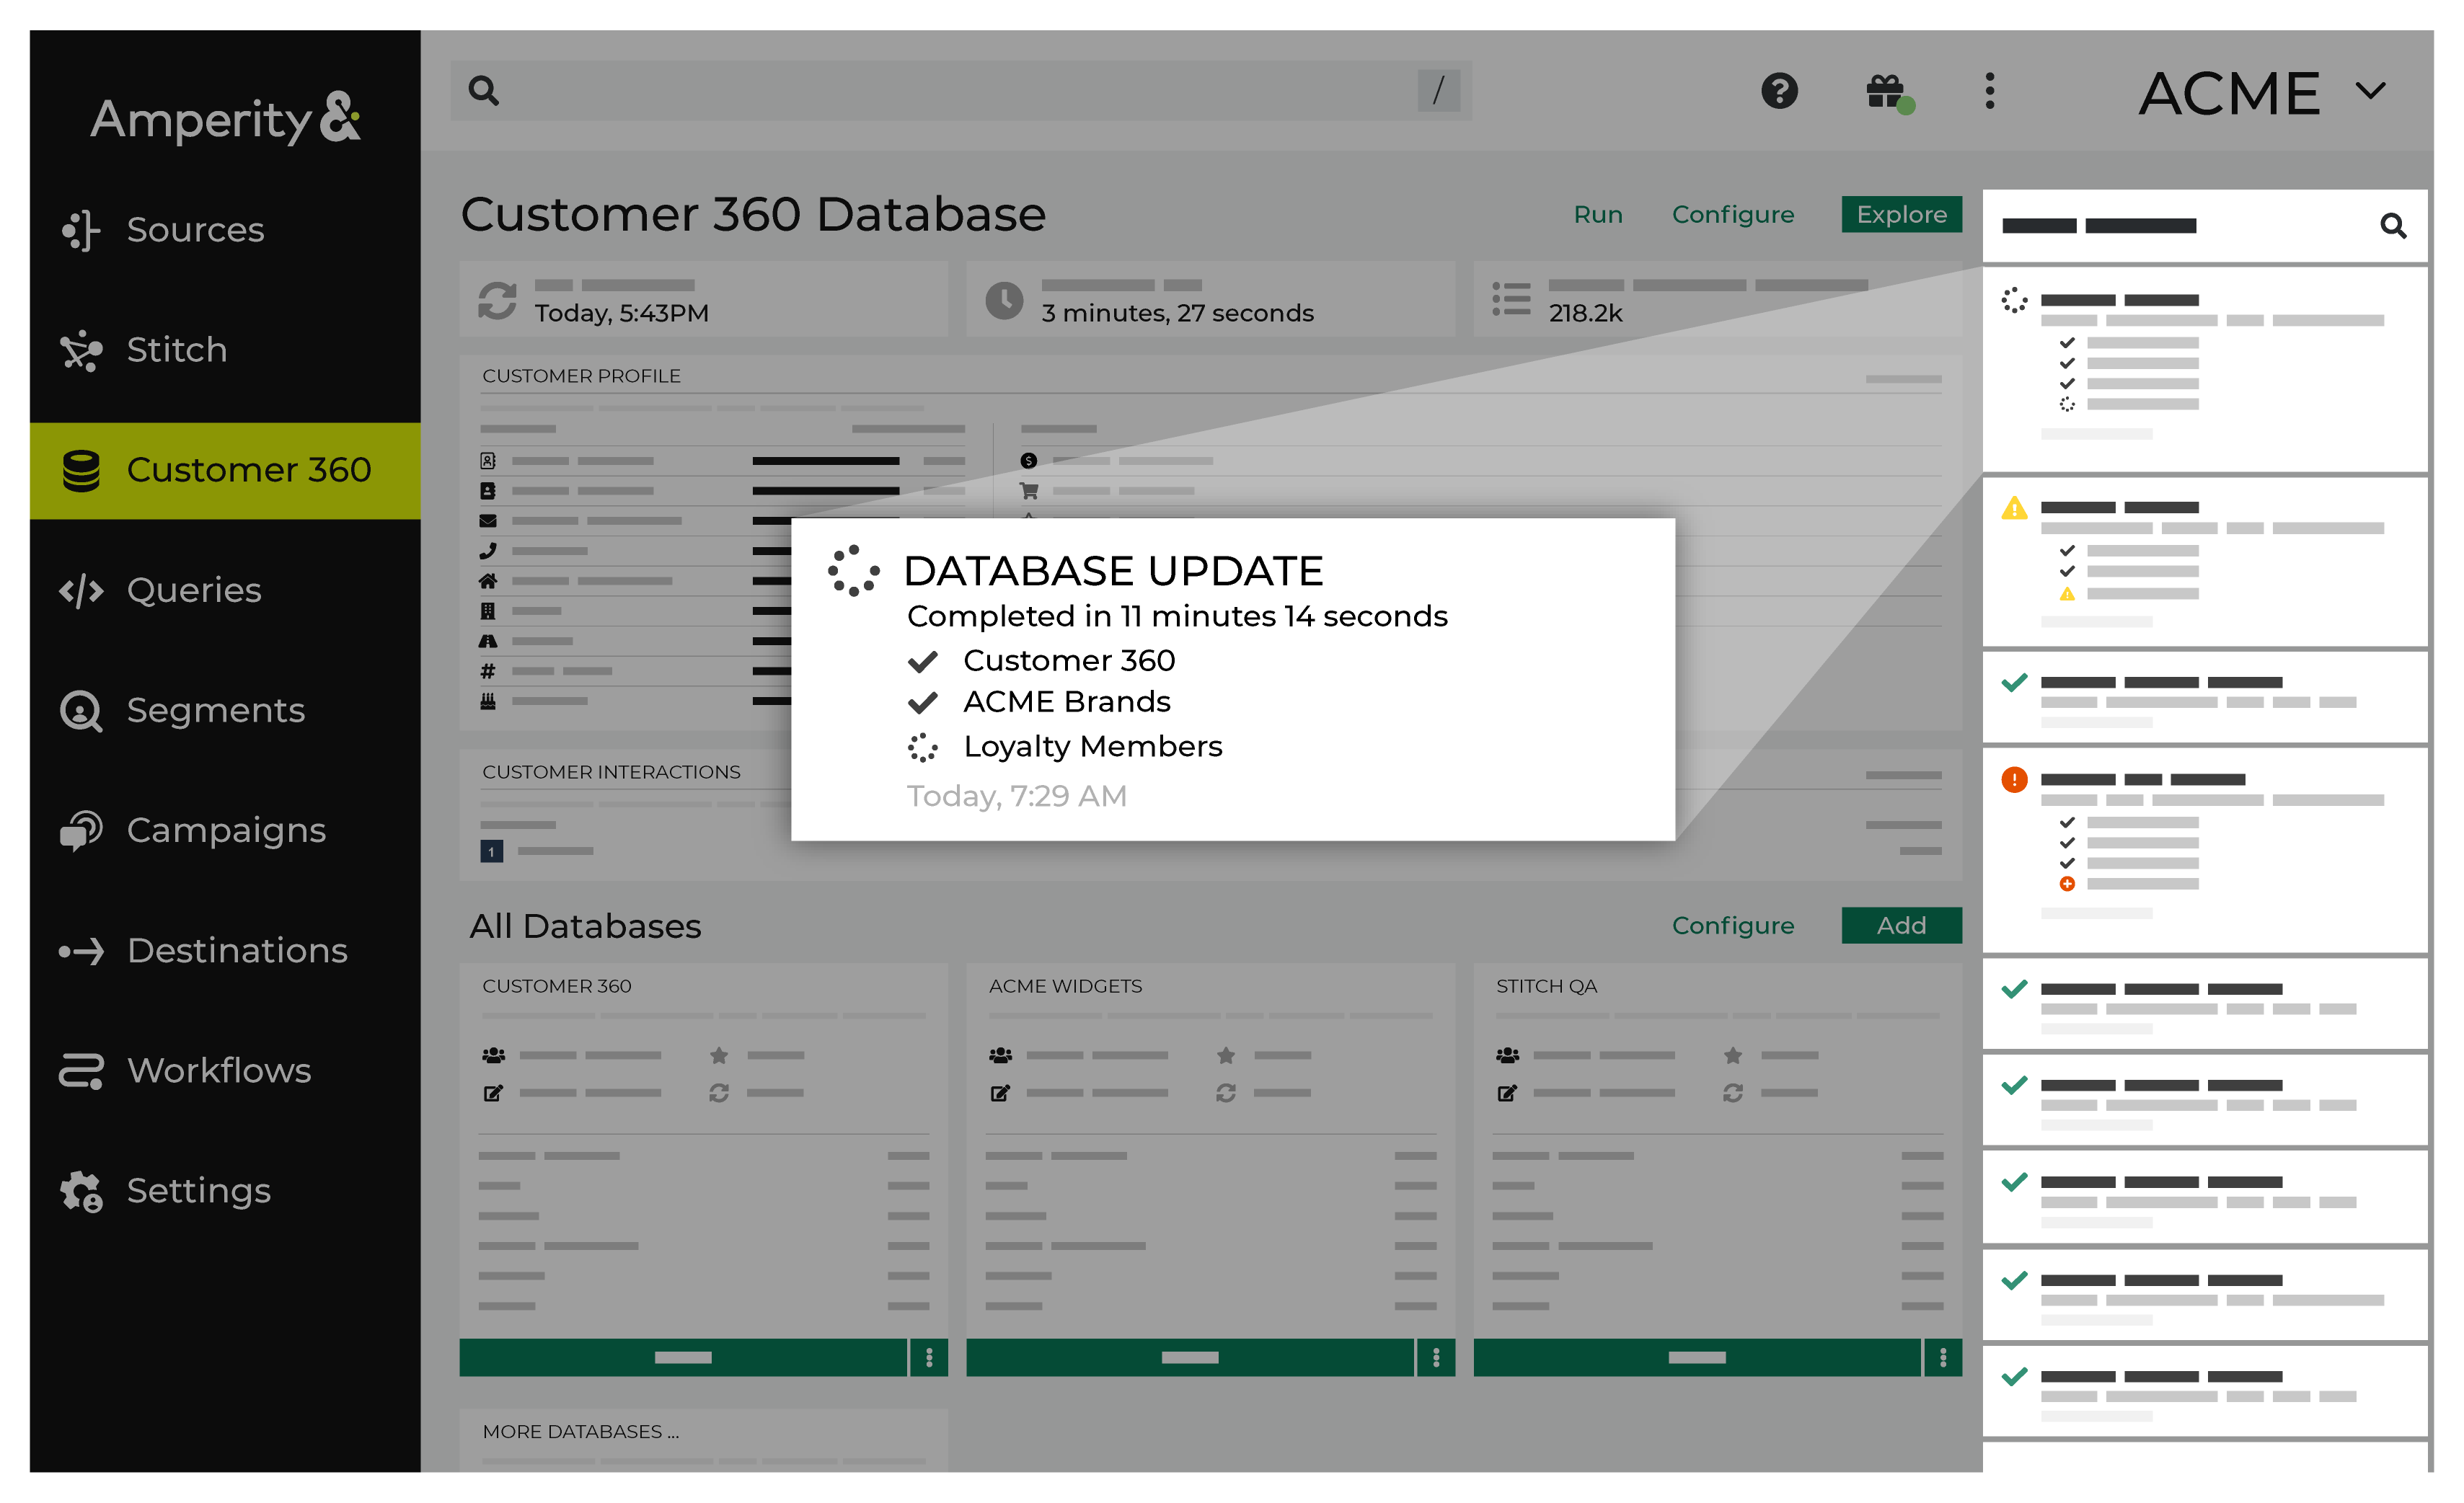 Amperity
Sources
Stitch
Customer 360
Queries
Segments
Campaigns
Destinations
Workflows
Settings
/
?
ACME
Customer 360 Database
Run
Configure
Explore
Today, 5:43PM
3 minutes, 27 seconds
218.2k
CUSTOMER PROFILE
DATABASE UPDATE
Completed in 11 minutes 14 seconds
Customer 360
ACME Brands
Loyalty Members
Today, 7:29 AM
CUSTOMER INTERACTIONS
1
All Databases
Configure
Add
CUSTOMER 360
ACME WIDGETS
STITCH QA
MORE DATABASES ...